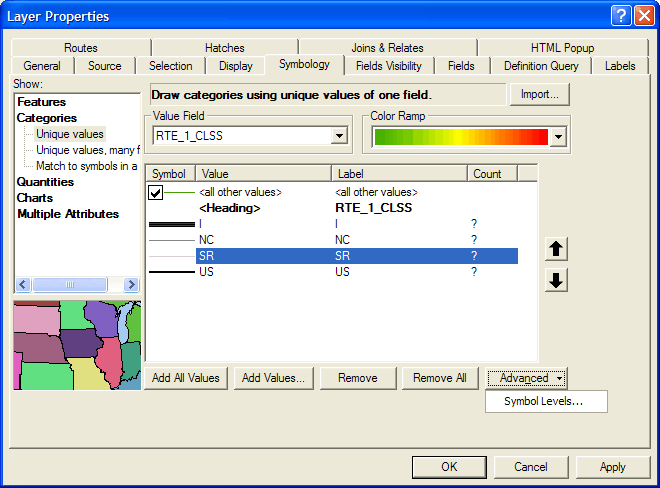 Layer Properties
Routes Hatches Joins & Relates HTML Popup
General Source Selection Display Symbology Fields Visibility Fields Definition Query Labels
Show:
Features
Categories
Unique values
Unique values, many f
Match to symbols in a
Quantities
Charts
Multiple Attributes
Draw categories using unique values of one field.
Import...
Value Field
RTE_1_CLSS
Color Ramp
Symbol Value Label Count
<all other values> <all other values>
<Heading> RTE_1_CLSS
I I ?
NC NC ?
SR SR ?
US US ?
Add All Values Add Values... Remove Remove All Advanced
Symbol Levels...
OK Cancel Apply